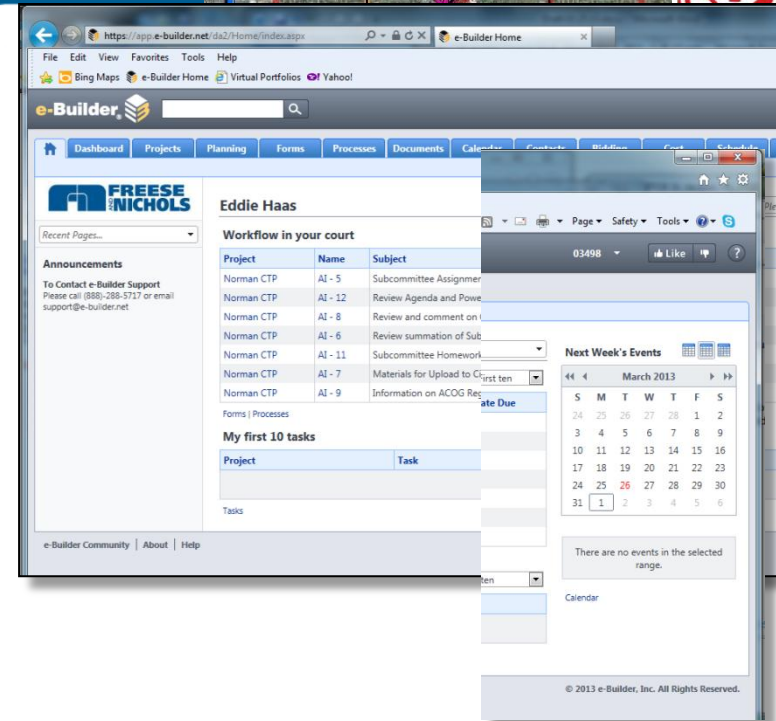 https://app.e-builder.net/da2/Home/index.aspx
e-Builder Home
File Edit View Favorites Tools Help
Bing Maps e-Builder Home Virtual Portfolios Yahoo!
e-Builder
Dashboard Projects Planning Forms Processes Documents Calendar Contacts Bidding Cost Schedule
FREESE AND NICHOLS
Recent Pages...
Announcements
To Contact e-Builder Support
Please call (888)-288-5717 or email
support@e-builder.net
Eddie Haas
Workflow in your court
Project Name Subject
Norman CTP AI - 5 Subcommittee
Norman CTP AI - 12 Review Agenda and
Norman CTP AI - 8 Review and comment on
Norman CTP AI - 6 Review summation of
Norman CTP AI - 11 Subcommittee Homework
Norman CTP AI - 7 Materials for Upload to
Norman CTP AI - 9 Information on ACOG
Forms | Processes
My first 10 tasks
Project Task
Tasks
e-Builder Community | About | Help
Page Safety Tools
03498 Like
first ten
Date Due
ten
Next Week's Events
March 2013
S M T W T F S
24 25 26 27 28 1 2
3 4 5 6 7 8 9
10 11 12 13 14 15 16
17 18 19 20 21 22 23
24 25 26 27 28 29 30
31 1 2 3 4 5 6
There are no events in the selected
range.
Calendar
© 2013 e-Builder, Inc. All Rights Reserved.